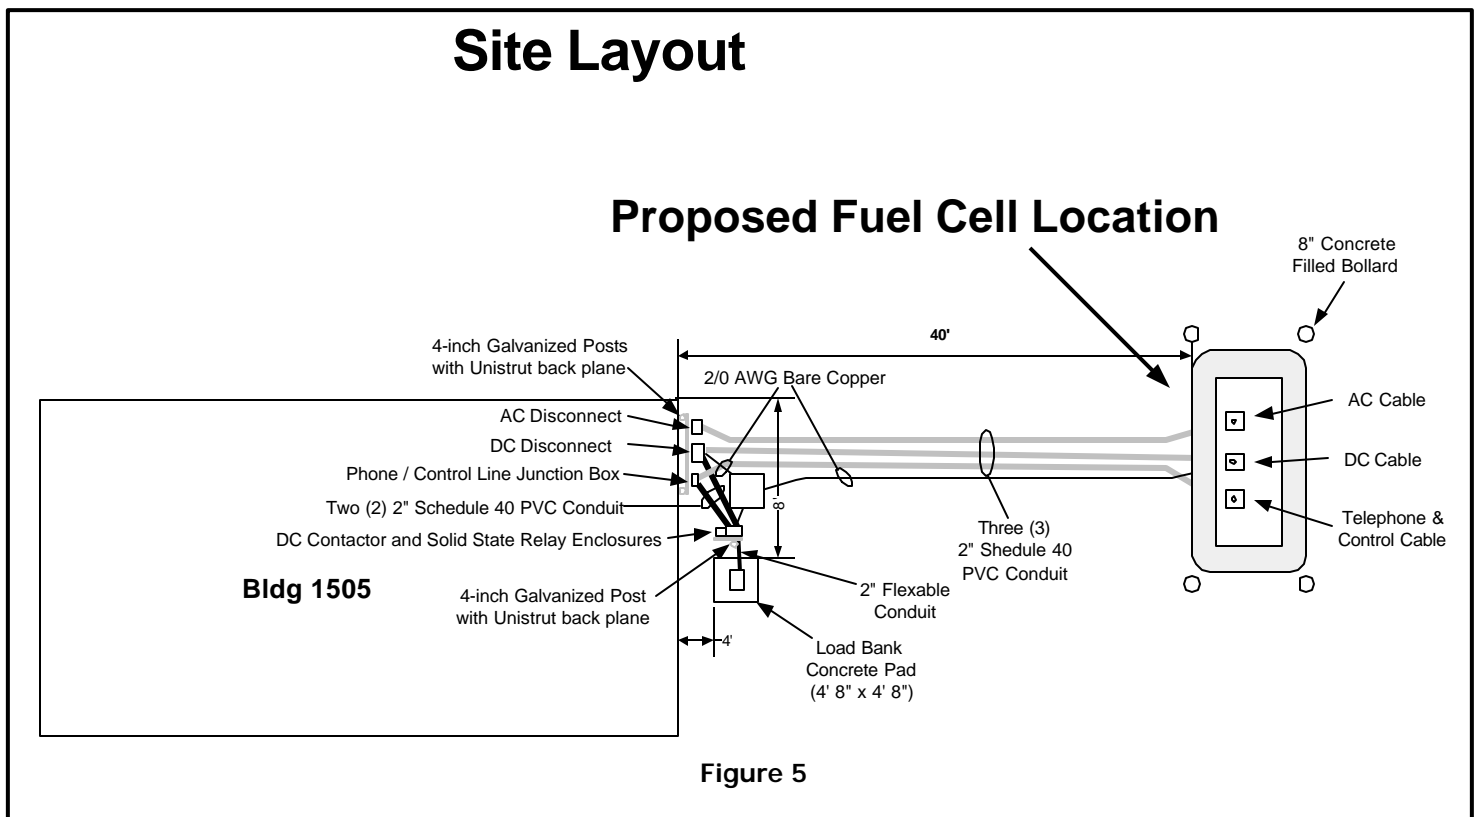 Site Layout
Proposed Fuel Cell Location
8" Concrete
Filled Bollard
40'
4-inch Galvanized Posts
with Unistrut back plane
2/0 AWG Bare Copper
AC Disconnect
DC Disconnect
Phone / Control Line Junction Box
Two (2) 2" Schedule 40 PVC Conduit
DC Contactor and Solid State Relay Enclosures
8'
AC Cable
DC Cable
Telephone &
Control Cable
Three (3)
2" Shedule 40
PVC Conduit
Bldg 1505
4-inch Galvanized Post
with Unistrut back plane
2" Flexable
Conduit
4'
Load Bank
Concrete Pad
(4' 8" x 4' 8")
Figure 5